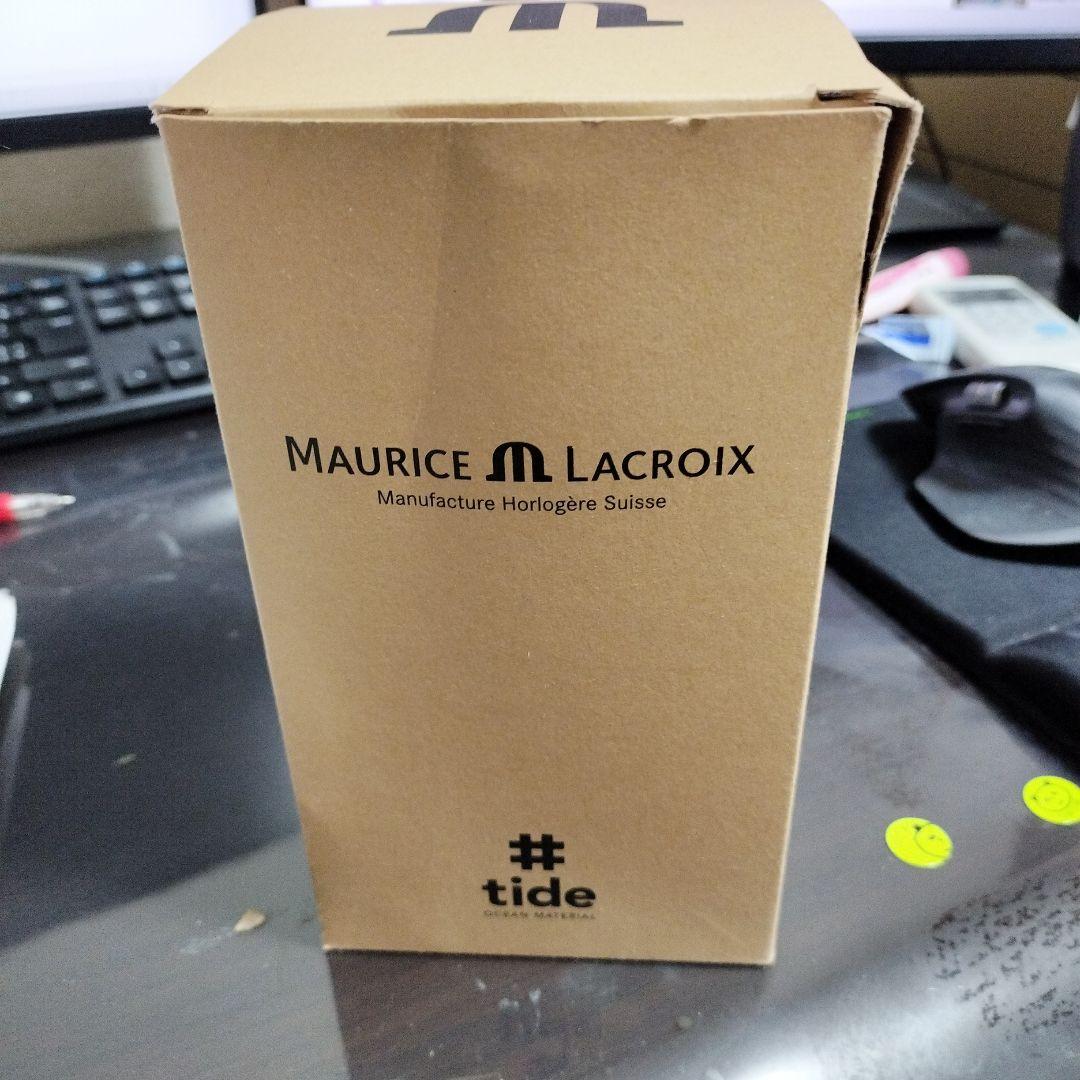 MAURICE M LACROIX
Manufacture Horlogère Suisse
#
tide
OCEAN MATERIAL